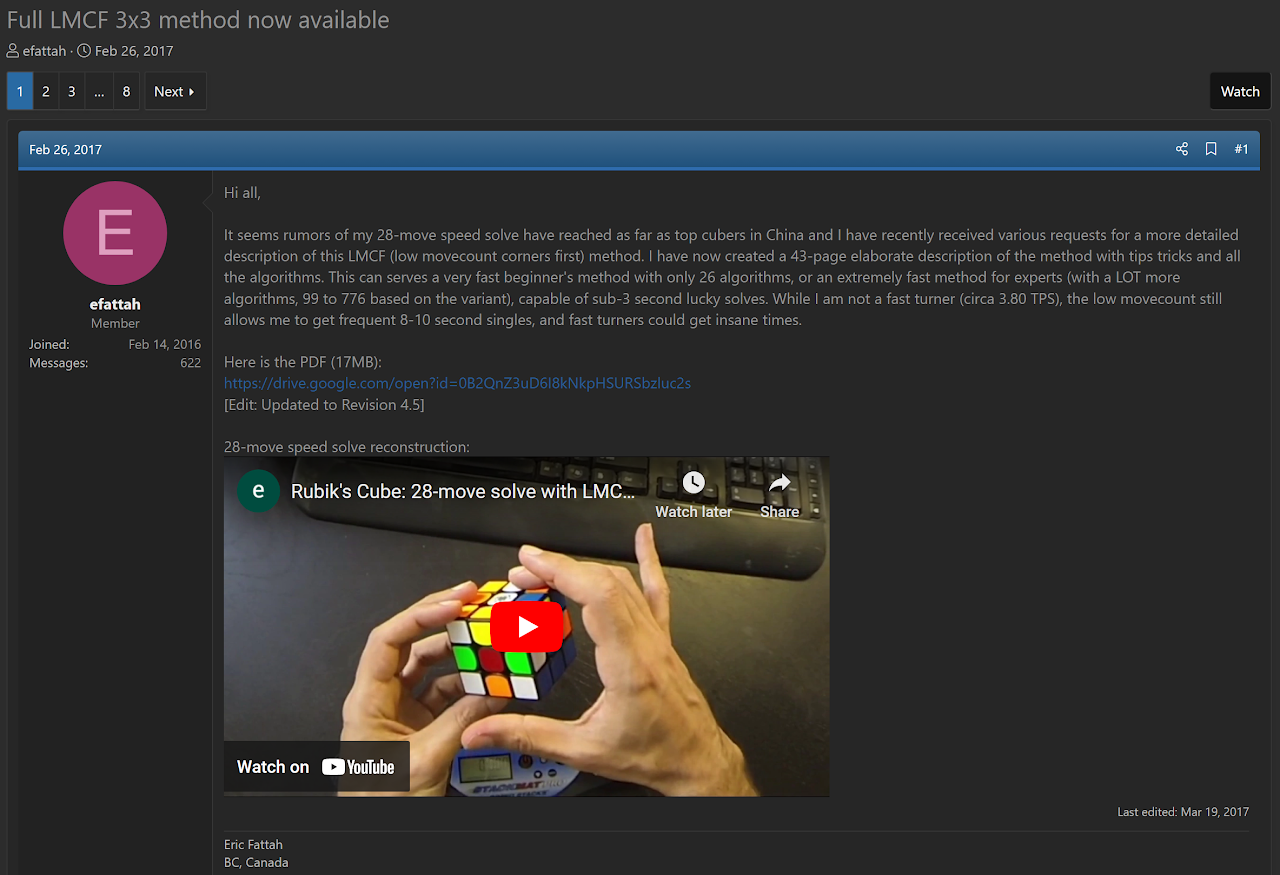 Full LMCF 3x3 method now available
efattah · Feb 26, 2017
1 2 3 ... 8 Next
Watch
Feb 26, 2017
#1
E
efattah
Member
Joined: Feb 14, 2016
Messages: 622
Hi all,
It seems rumors of my 28-move speed solve have reached as far as top cubers in China and I have recently received various requests for a more detailed
description of this LMCF (low movecount corners first) method. I have now created a 43-page elaborate description of the method with tips tricks and all
the algorithms. This can serves a very fast beginner's method with only 26 algorithms, or an extremely fast method for experts (with a LOT more
algorithms, 99 to 776 based on the variant), capable of sub-3 second lucky solves. While I am not a fast turner (circa 3.80 TPS), the low movecount still
allows me to get frequent 8-10 second singles, and fast turners could get insane times.
Here is the PDF (17MB):
https://drive.google.com/open?id=0B2QnZ3uD6I8kNkpHSURSbzluc2s
[Edit: Updated to Revision 4.5]
28-move speed solve reconstruction:
e
Rubik's Cube: 28-move solve with LMC...
Watch later
Share
Watch on YouTube
STACKMAT
Last edited: Mar 19, 2017
Eric Fattah
BC, Canada